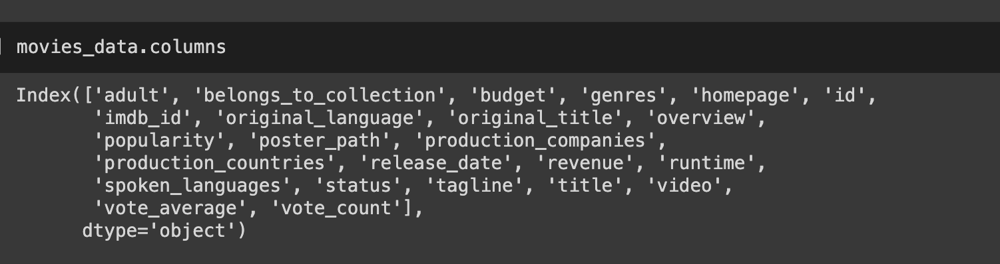 movies_data.columns
Index(['adult', 'belongs_to_collection', 'budget', 'genres', 'homepage', 'id',
'imdb_id', 'original_language', 'original_title', 'overview',
'popularity', 'poster_path', 'production_companies',
'production_countries', 'release_date', 'revenue', 'runtime',
'spoken_languages', 'status', 'tagline', 'title', 'video',
'vote_average', 'vote_count'],
dtype='object')